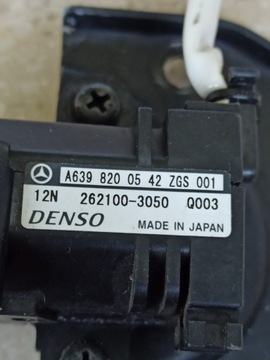 A639 820 05 42 ZGS 001
12N 262100-3050 Q003
DENSO MADE IN JAPAN